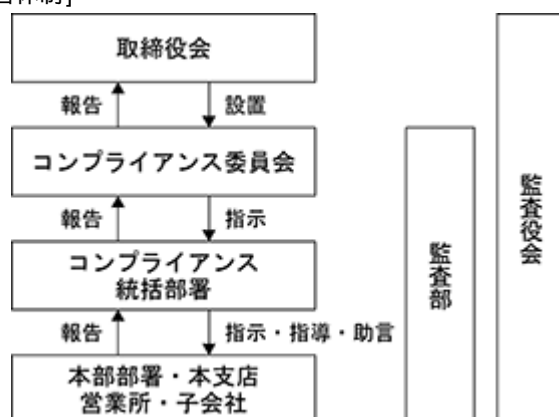 取締役会
報告
設置
コンプライアンス委員会
報告
指示
コンプライアンス
統括部署
報告
指示・指導・助言
本部部署・本支店
営業所・子会社
監査部
監査役会